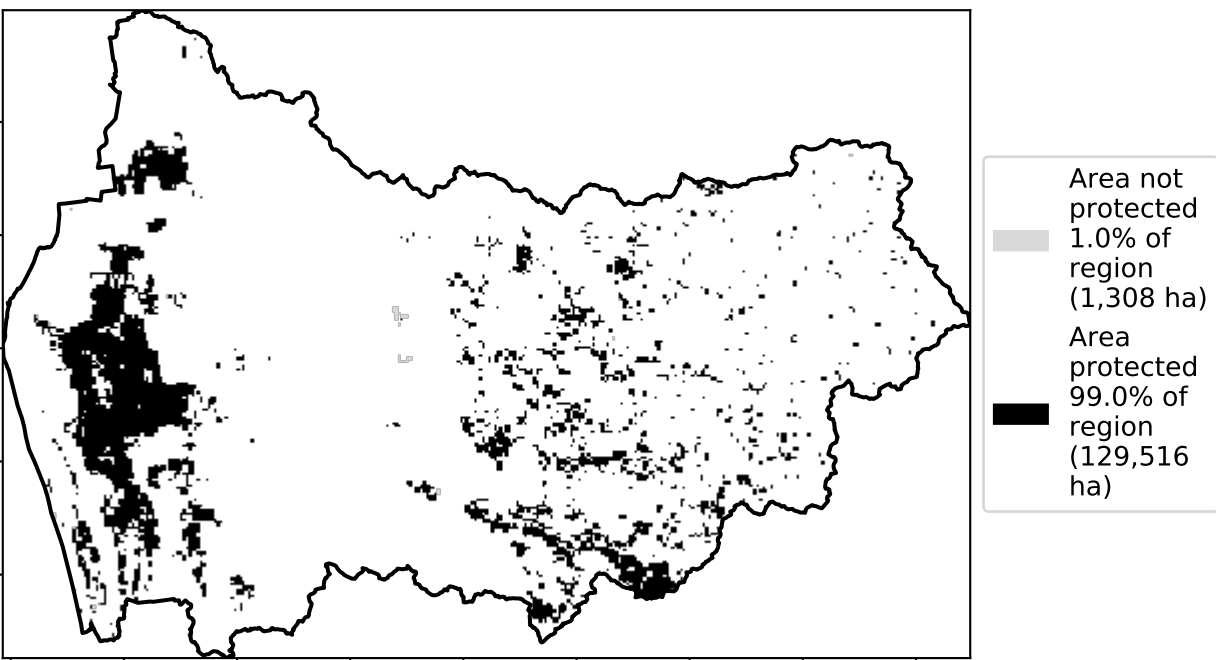 Area not
protected
1.0% of
region
(1,308 ha)
Area
protected
99.0% of
region
(129,516
ha)